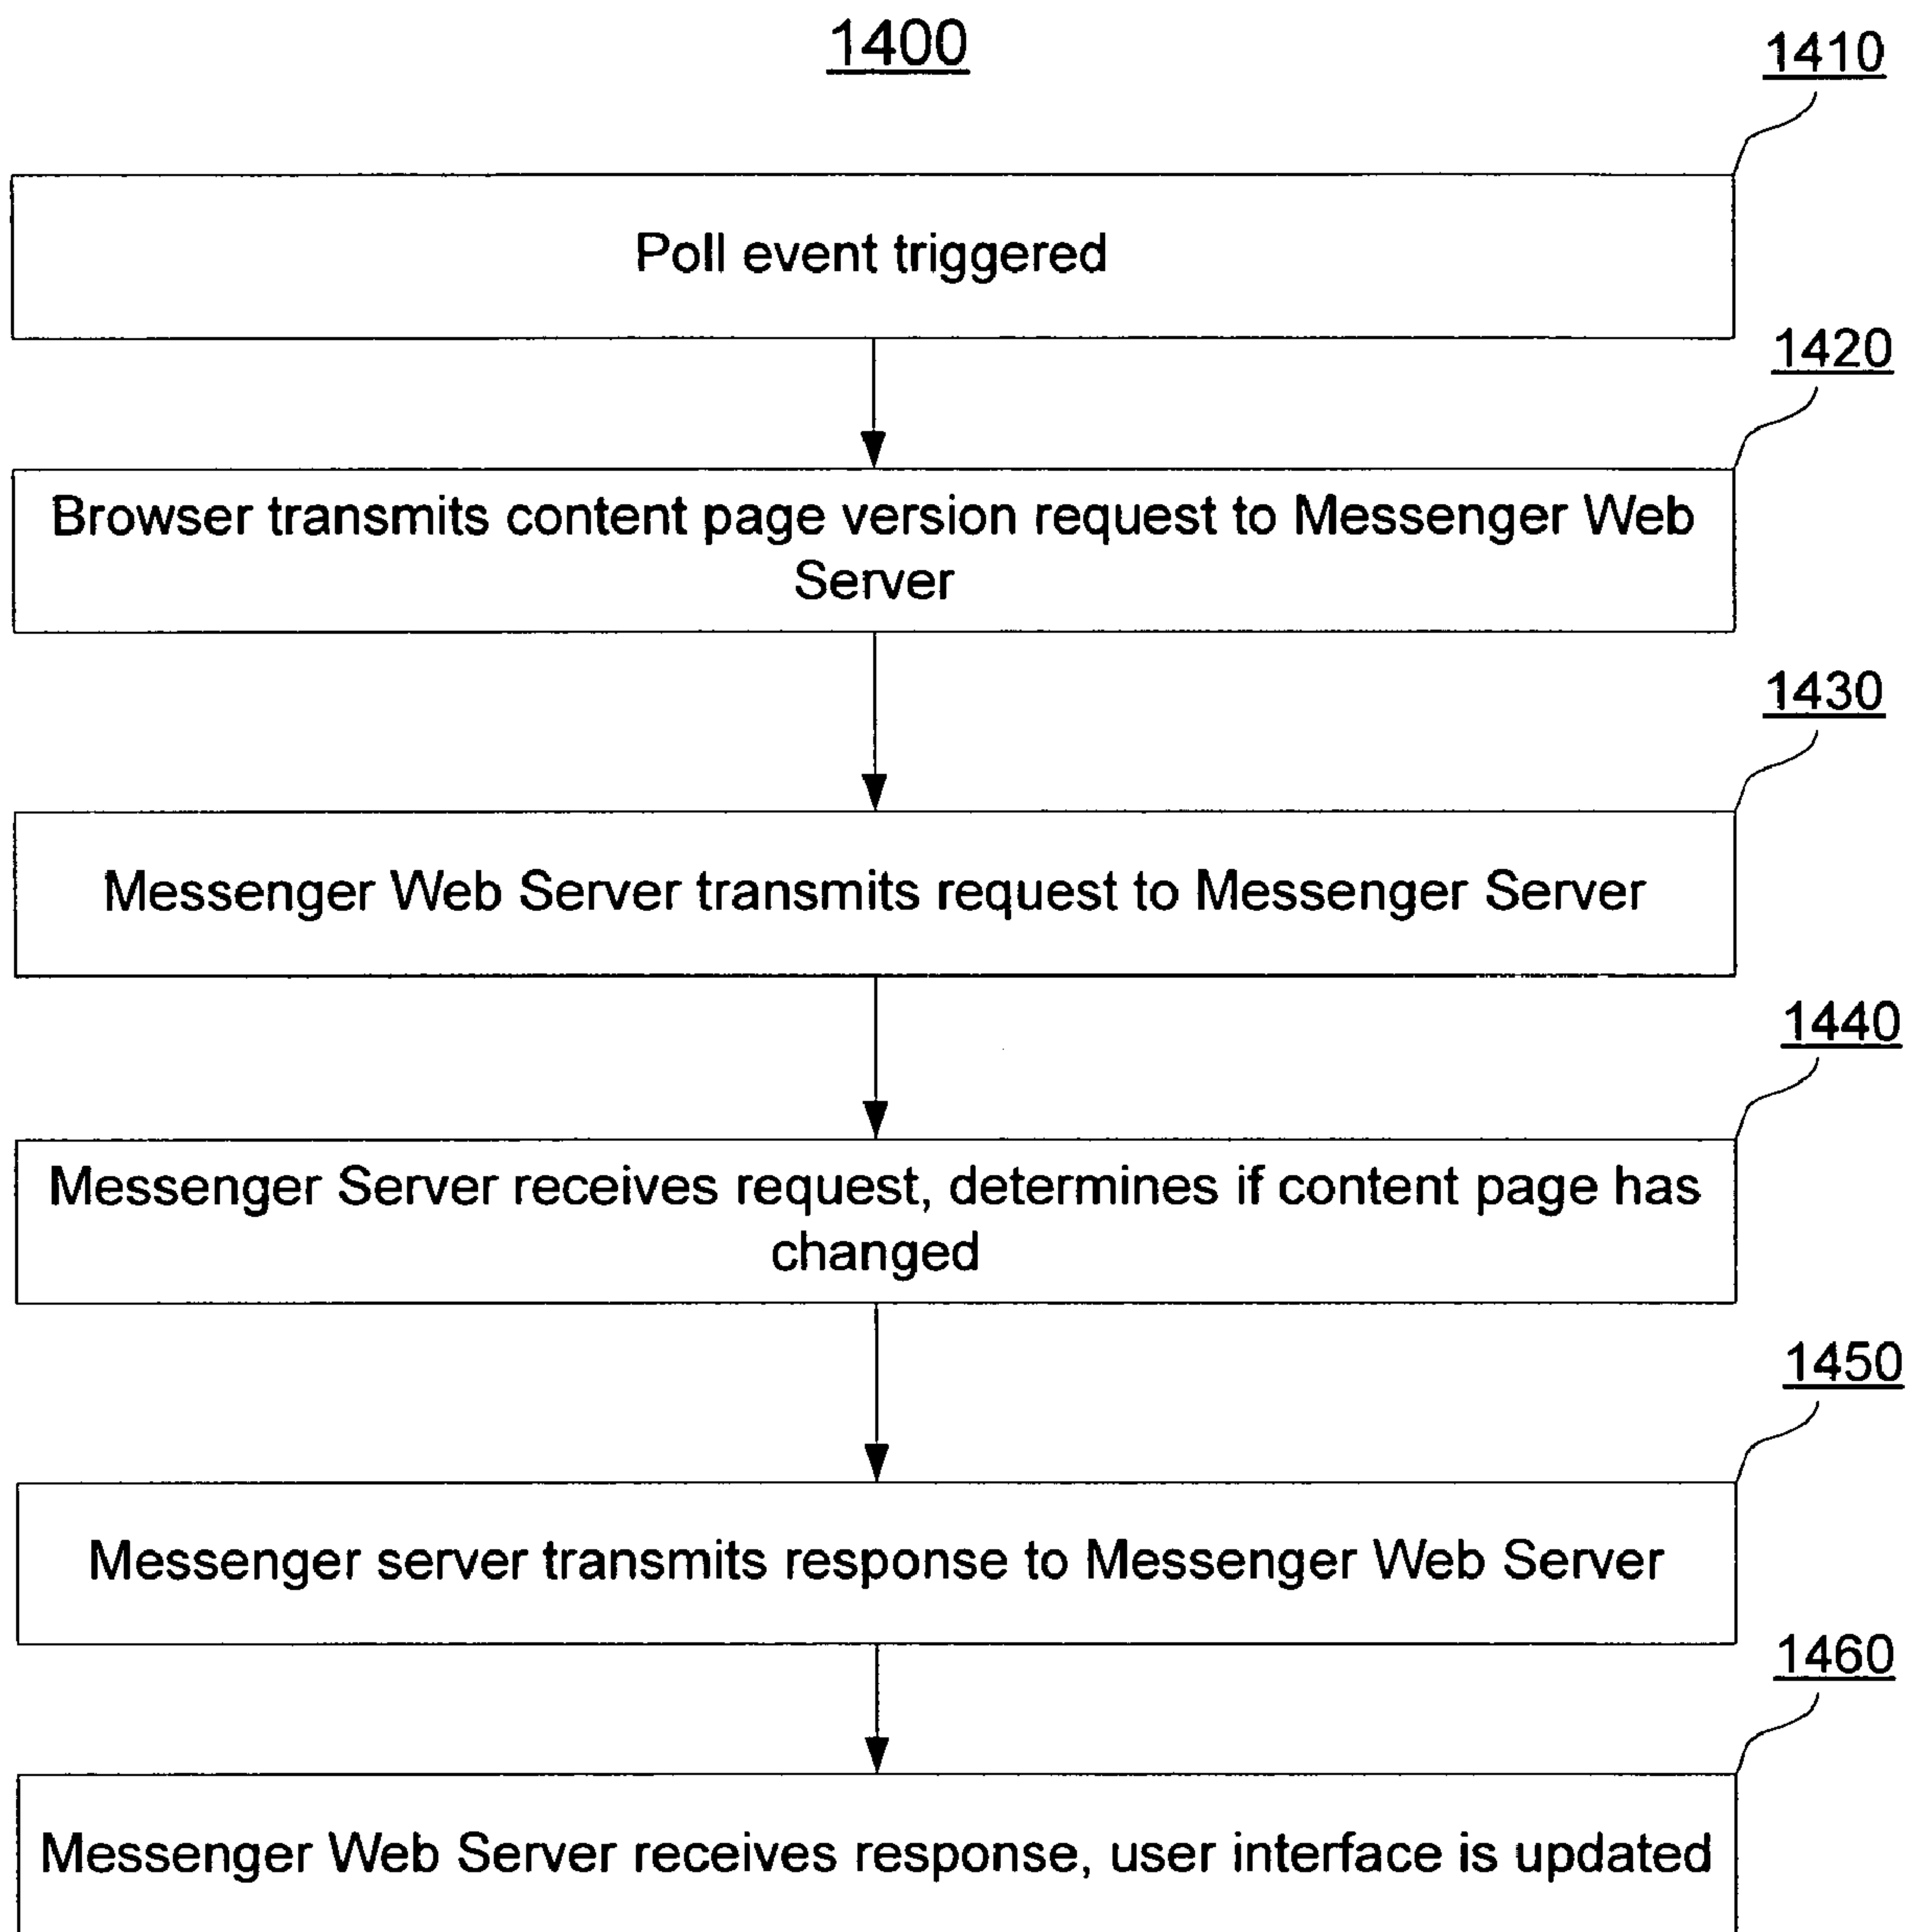 1400
1410
Poll event triggered
1420
Browser transmits content page version request to Messenger Web
Server
1430
Messenger Web Server transmits request to Messenger Server
1440
Messenger Server receives request, determines if content page has
changed
1450
Messenger server transmits response to Messenger Web Server
1460
Messenger Web Server receives response, user interface is updated